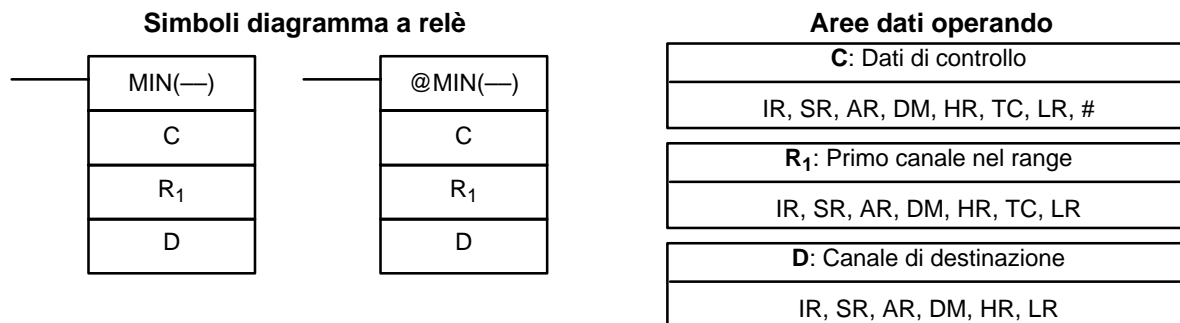 Simboli diagramma a relè
MIN(––)
C
R1
D
@MIN(––)
C
R1
D
Aree dati operando
C: Dati di controllo
IR, SR, AR, DM, HR, TC, LR, #
R1: Primo canale nel range
IR, SR, AR, DM, HR, TC, LR
D: Canale di destinazione
IR, SR, AR, DM, HR, LR